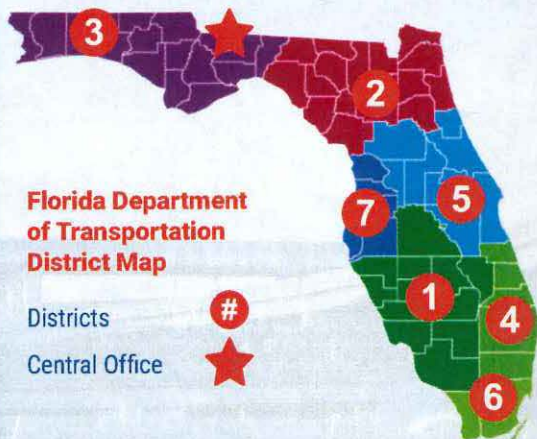 3
2
7
5
1
4
6
Florida Department
of Transportation
District Map
Districts #
Central Office